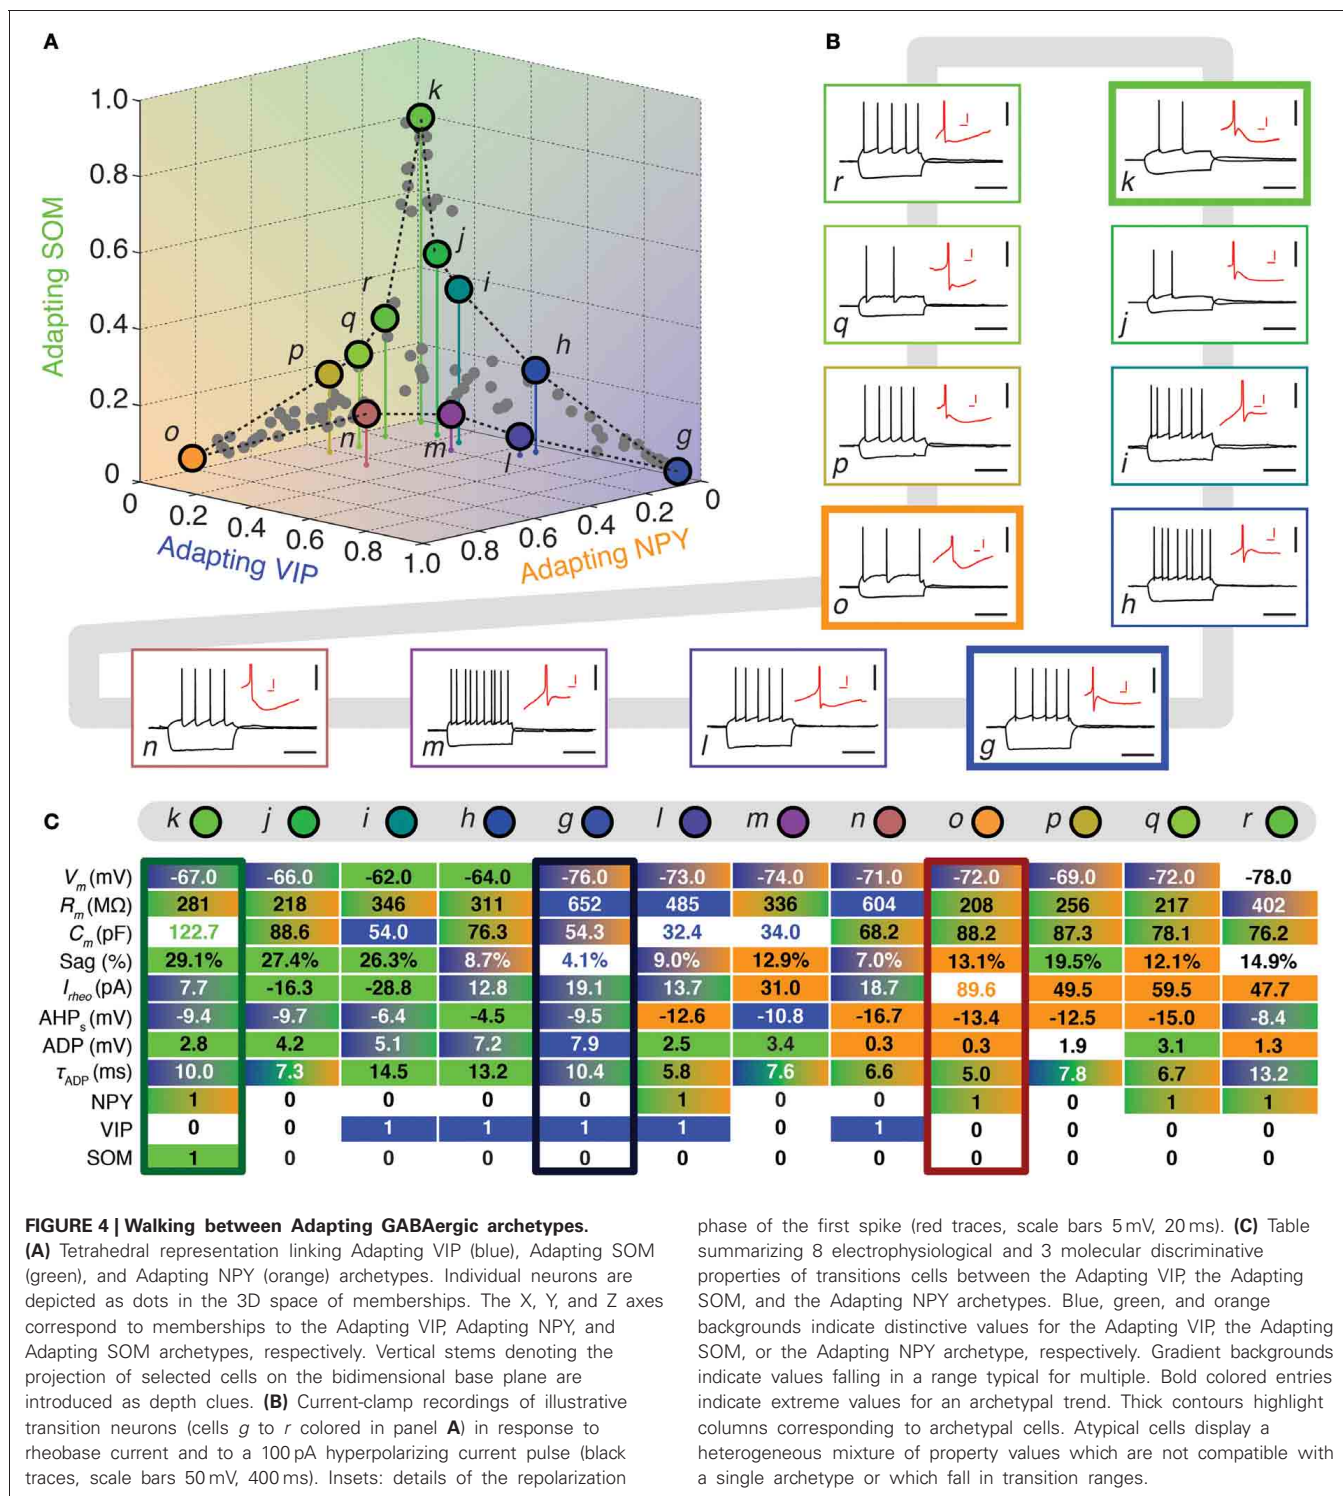 A
B
1.0
0.8
0.6
0.4
0.2
0
Adapting SOM
0
0.2
0.4
0.6
0.8
1.0
Adapting VIP
0.8
0.6
0.4
0.2
0
Adapting NPY
k
j
i
r
q
h
p
o
n
m
l
g
r
k
q
j
p
i
o
h
n
m
l
g
C
k j i h g l m n o p q r
Vm (mV) -67.0 -66.0 -62.0 -64.0 -76.0 -73.0 -74.0 -71.0 -72.0 -69.0 -72.0 -78.0
Rm (MΩ) 281 218 346 311 652 485 336 604 208 256 217 402
Cm (pF) 122.7 88.6 54.0 76.3 54.3 32.4 34.0 68.2 88.2 87.3 78.1 76.2
Sag (%) 29.1% 27.4% 26.3% 8.7% 4.1% 9.0% 12.9% 7.0% 13.1% 19.5% 12.1% 14.9%
Irheo (pA) 7.7 -16.3 -28.8 12.8 19.1 13.7 31.0 18.7 89.6 49.5 59.5 47.7
AHPs (mV) -9.4 -9.7 -6.4 -4.5 -9.5 -12.6 -10.8 -16.7 -13.4 -12.5 -15.0 -8.4
ADP (mV) 2.8 4.2 5.1 7.2 7.9 2.5 3.4 0.3 0.3 1.9 3.1 1.3
τADP (ms) 10.0 7.3 14.5 13.2 10.4 5.8 7.6 6.6 5.0 7.8 6.7 13.2
NPY 1 0 0 0 0 1 0 0 1 0 1 1
VIP 0 0 1 1 1 1 0 1 0 0 0 0
SOM 1 0 0 0 0 0 0 0 0 0 0 0
FIGURE 4 | Walking between Adapting GABAergic archetypes.
(A) Tetrahedral representation linking Adapting VIP (blue), Adapting SOM
(green), and Adapting NPY (orange) archetypes. Individual neurons are
depicted as dots in the 3D space of memberships. The X, Y, and Z axes
correspond to memberships to the Adapting VIP, Adapting NPY, and
Adapting SOM archetypes, respectively. Vertical stems denoting the
projection of selected cells on the bidimensional base plane are
introduced as depth clues. (B) Current-clamp recordings of illustrative
transition neurons (cells g to r colored in panel A) in response to
rheobase current and to a 100 pA hyperpolarizing current pulse (black
traces, scale bars 50 mV, 400 ms). Insets: details of the repolarization
phase of the first spike (red traces, scale bars 5 mV, 20 ms). (C) Table
summarizing 8 electrophysiological and 3 molecular discriminative
properties of transitions cells between the Adapting VIP, the Adapting
SOM, and the Adapting NPY archetypes. Blue, green, and orange
backgrounds indicate distinctive values for the Adapting VIP, the Adapting
SOM, or the Adapting NPY archetype, respectively. Gradient backgrounds
indicate values falling in a range typical for multiple. Bold colored entries
indicate extreme values for an archetypal trend. Thick contours highlight
columns corresponding to archetypal cells. Atypical cells display a
heterogeneous mixture of property values which are not compatible with
a single archetype or which fall in transition ranges.